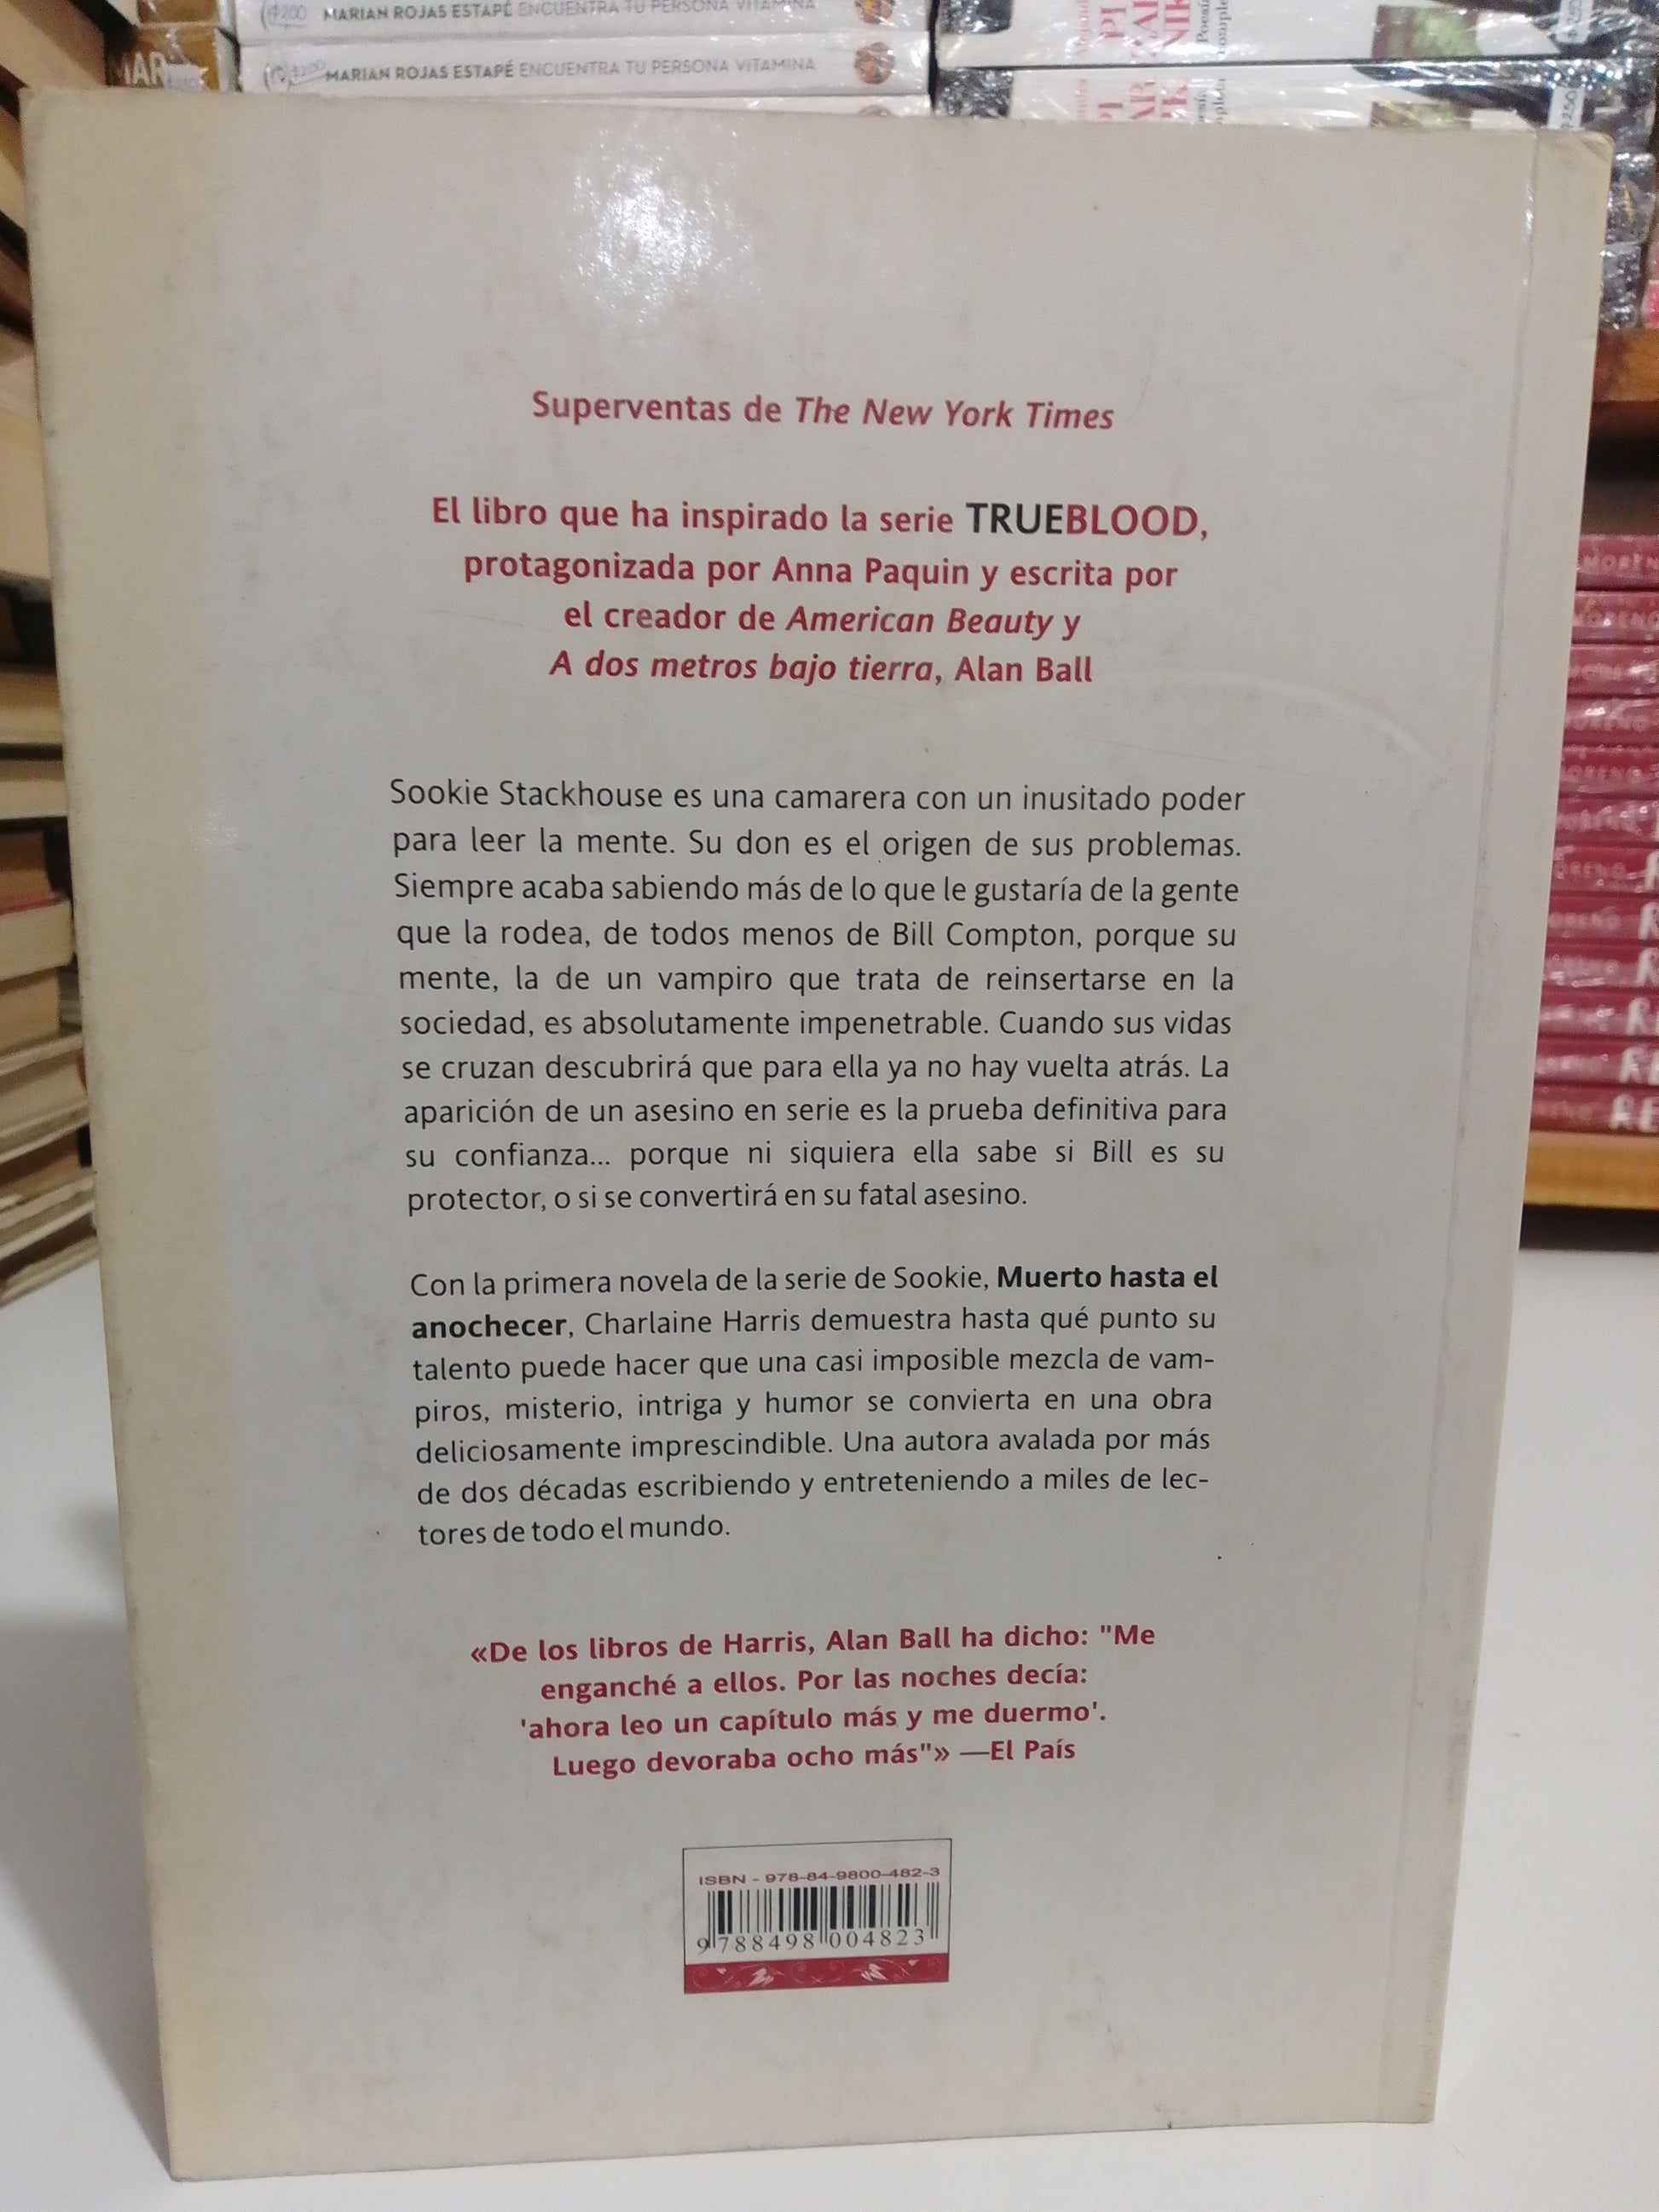 MARIAN ROJAS ESTAPÉ ENCUENTRA TU PERSONA VITAMINA
MARIAN ROJAS ESTAPÉ ENCUENTRA TU PERSONA VITAMINA
Superventas de The New York Times
El libro que ha inspirado la serie TRUEBLOOD,
protagonizada por Anna Paquin y escrita por
el creador de American Beauty y
A dos metros bajo tierra, Alan Ball
Sookie Stackhouse es una camarera con un inusitado poder
para leer la mente. Su don es el origen de sus problemas.
Siempre acaba sabiendo más de lo que le gustaría de la gente
que la rodea, de todos menos de Bill Compton, porque su
mente, la de un vampiro que trata de reinsertarse en la
sociedad, es absolutamente impenetrable. Cuando sus vidas
se cruzan descubrirá que para ella ya no hay vuelta atrás. La
aparición de un asesino en serie es la prueba definitiva para
su confianza... porque ni siquiera ella sabe si Bill es su
protector, o si se convertirá en su fatal asesino.
Con la primera novela de la serie de Sookie, Muerto hasta el
anochecer, Charlaine Harris demuestra hasta qué punto su
talento puede hacer que una casi imposible mezcla de vam-
piros, misterio, intriga y humor se convierta en una obra
deliciosamente imprescindible. Una autora avalada por más
de dos décadas escribiendo y entreteniendo a miles de lec-
tores de todo el mundo.
«De los libros de Harris, Alan Ball ha dicho: "Me
enganché a ellos. Por las noches decía:
'ahora leo un capítulo más y me duermo'.
Luego devoraba ocho más"» —El País
ISBN - 978-84-9800-482-3
9 788498 004823